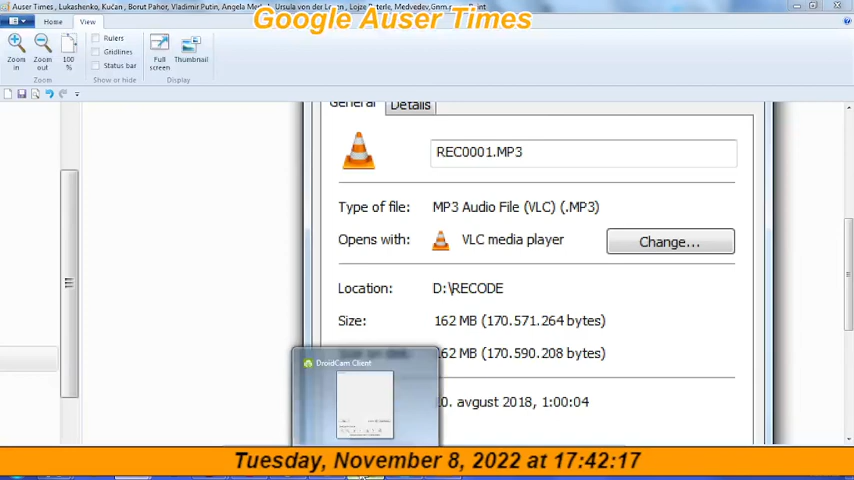 Auser Times , Lukashenko, Kučan , Borut Pahor, Vladimir Putin, Angela Merk Ursula von der Leyen , Lojze Peterle, Medvedev,Gnm. Paint
Google Auser Times
Home
View
Zoom in
Zoom out
100 %
Rulers
Gridlines
Status bar
Full screen
Thumbnail
Zoom
Show or hide
Display
General
Details
REC0001.MP3
Type of file:
MP3 Audio File (VLC) (.MP3)
Opens with:
VLC media player
Change...
Location:
D:\RECODE
Size:
162 MB (170.571.264 bytes)
162 MB (170.590.208 bytes)
DroidCam Client
10. avgust 2018, 1:00:04
Tuesday, November 8, 2022 at 17:42:17